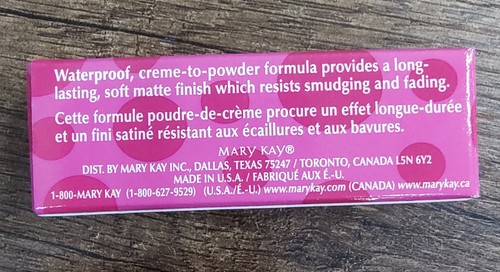 Waterproof, creme-to-powder formula provides a long-
lasting, soft matte finish which resists smudging and fading.
Cette formule poudre-de-crème procure un effet longue-durée
et un fini satiné résistant aux écaillures et aux bavures.
MARY KAY®
DIST. BY MARY KAY INC., DALLAS, TEXAS 75247 / TORONTO, CANADA L5N 6Y2
MADE IN U.S.A. / FABRIQUÉ AUX É.-U.
1-800-MARY KAY (1-800-627-9529) (U.S.A./É.-U.) www.marykay.com (CANADA) www.marykay.ca